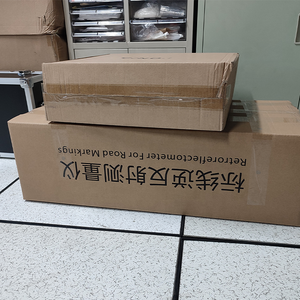 标线逆反射测量仪
Retroreflectometer For Road Markings